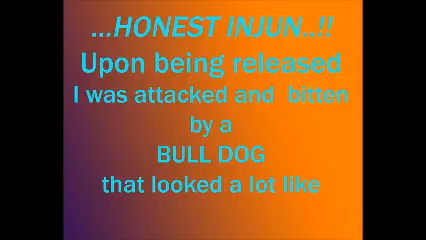 ...HONEST INJUN..!!
Upon being released
I was attacked and bitten
by a
BULL DOG
that looked a lot like